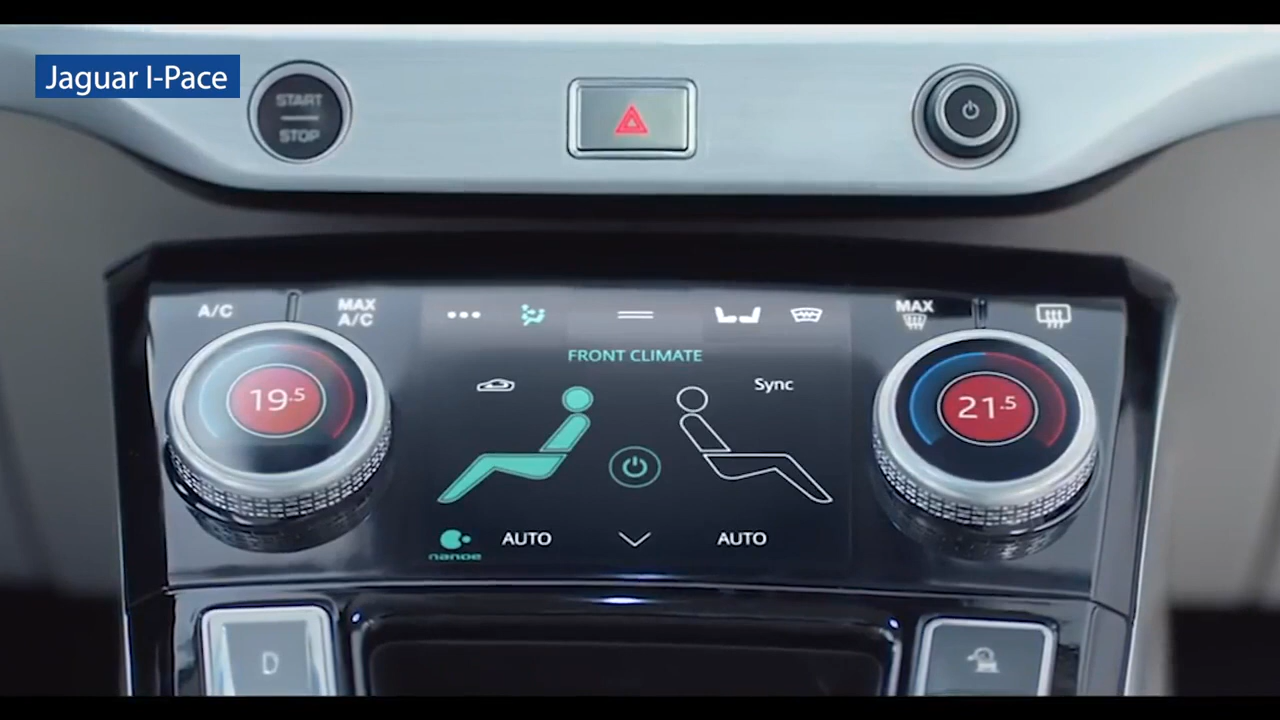 Jaguar I-Pace
START
STOP
A/C
MAX
A/C
MAX
FRONT CLIMATE
Sync
19.5
21.5
nanoe
AUTO
AUTO
D